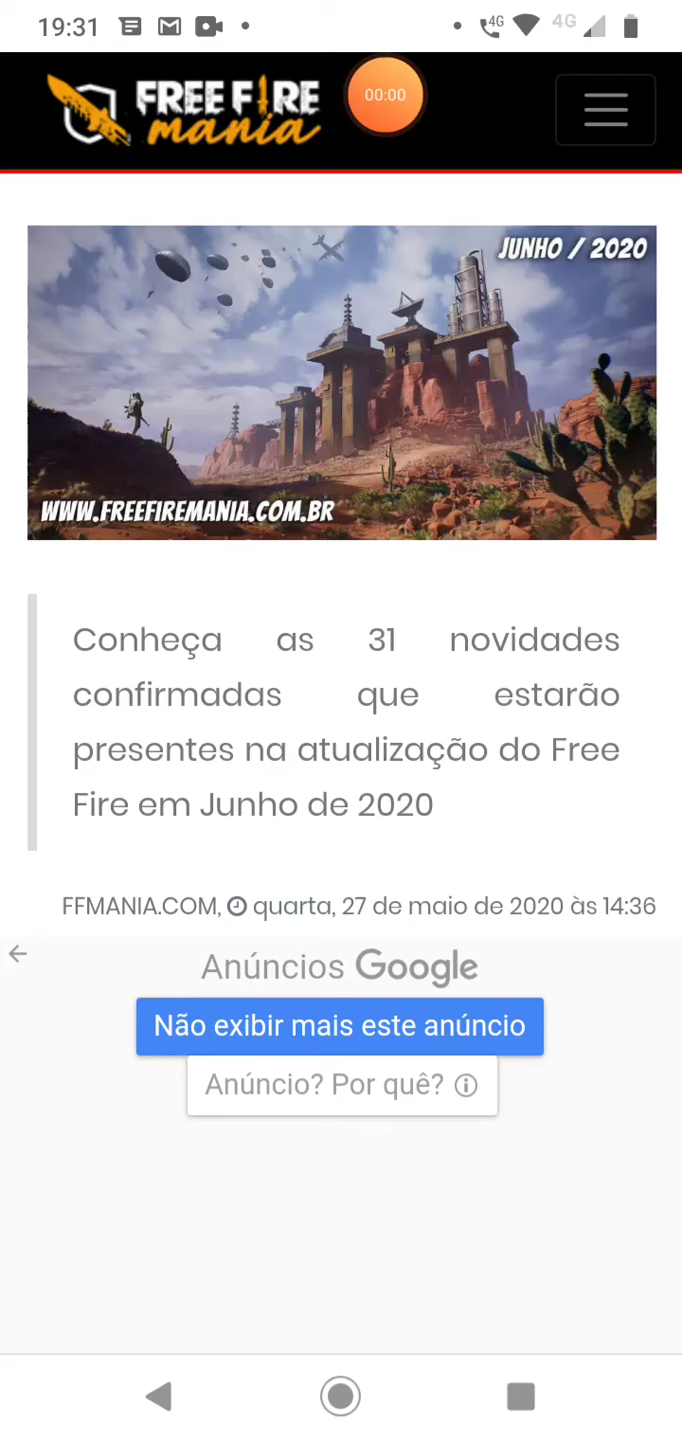 19:31
4G
4G
FREE FIRE
mania
00:00
JUNHO / 2020
WWW.FREEFIREMANIA.COM.BR
Conheça as 31 novidades
confirmadas que estarão
presentes na atualização do Free
Fire em Junho de 2020
FFMANIA.COM, quarta, 27 de maio de 2020 às 14:36
Anúncios Google
Não exibir mais este anúncio
Anúncio? Por quê?